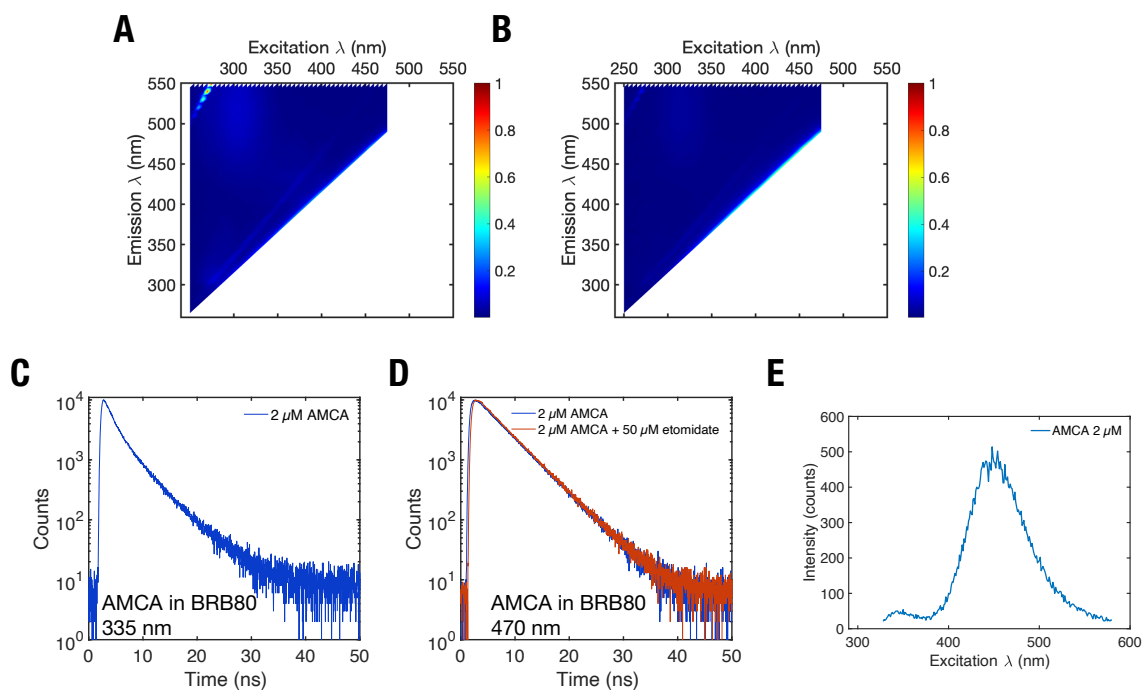 A
Excitation λ (nm)
300 350 400 450 500 550
550
500
450
400
350
300
Emission λ (nm)
1
0.8
0.6
0.4
0.2
B
Excitation λ (nm)
250 300 350 400 450 500 550
550
500
450
400
350
300
Emission λ (nm)
1
0.8
0.6
0.4
0.2
C
10⁴
10³
10²
10¹
10⁰
Counts
2 µM AMCA
AMCA in BRB80
335 nm
0 10 20 30 40 50
Time (ns)
D
10⁴
10³
10²
10¹
10⁰
Counts
2 µM AMCA
2 µM AMCA + 50 µM etomidate
AMCA in BRB80
470 nm
0 10 20 30 40 50
Time (ns)
E
600
500
400
300
200
100
0
Intensity (counts)
AMCA 2 µM
300 400 500 600
Excitation λ (nm)